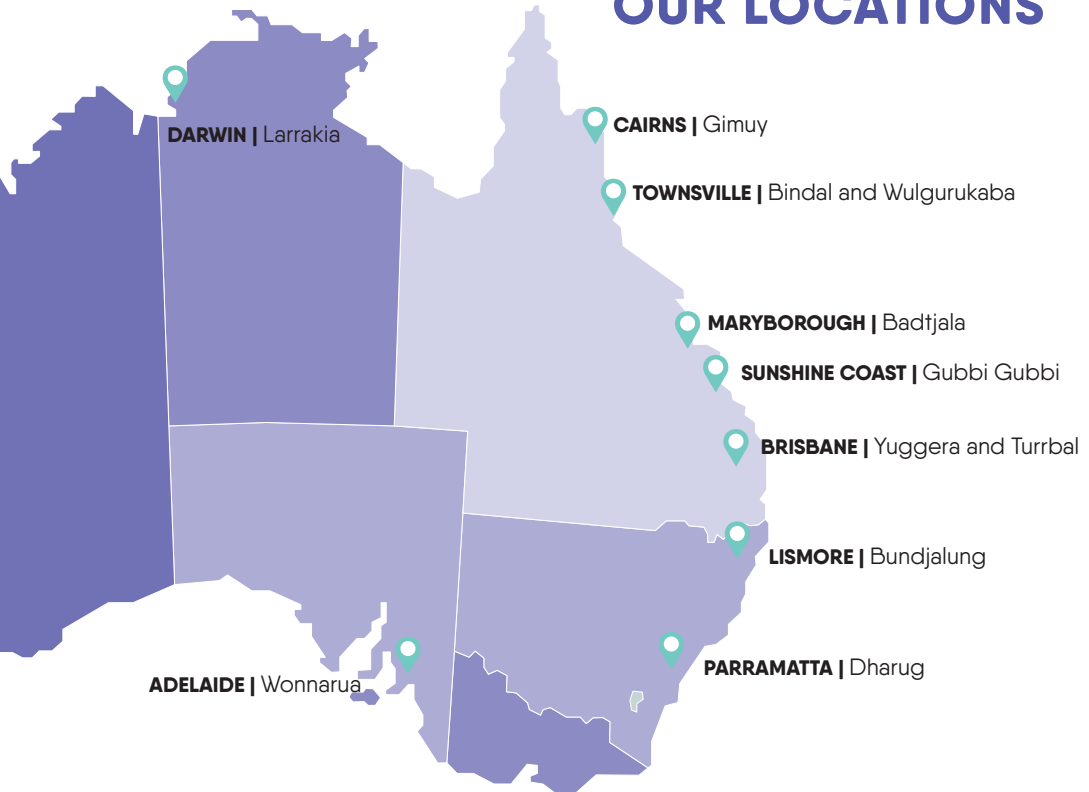 OUR LOCATIONS
DARWIN | Larrakia
CAIRNS | Gimuy
TOWNSVILLE | Bindal and Wulgurukaba
MARYBOROUGH | Badtjala
SUNSHINE COAST | Gubbi Gubbi
BRISBANE | Yuggera and Turrbal
LISMORE | Bundjalung
PARRAMATTA | Dharug
ADELAIDE | Wonnarua